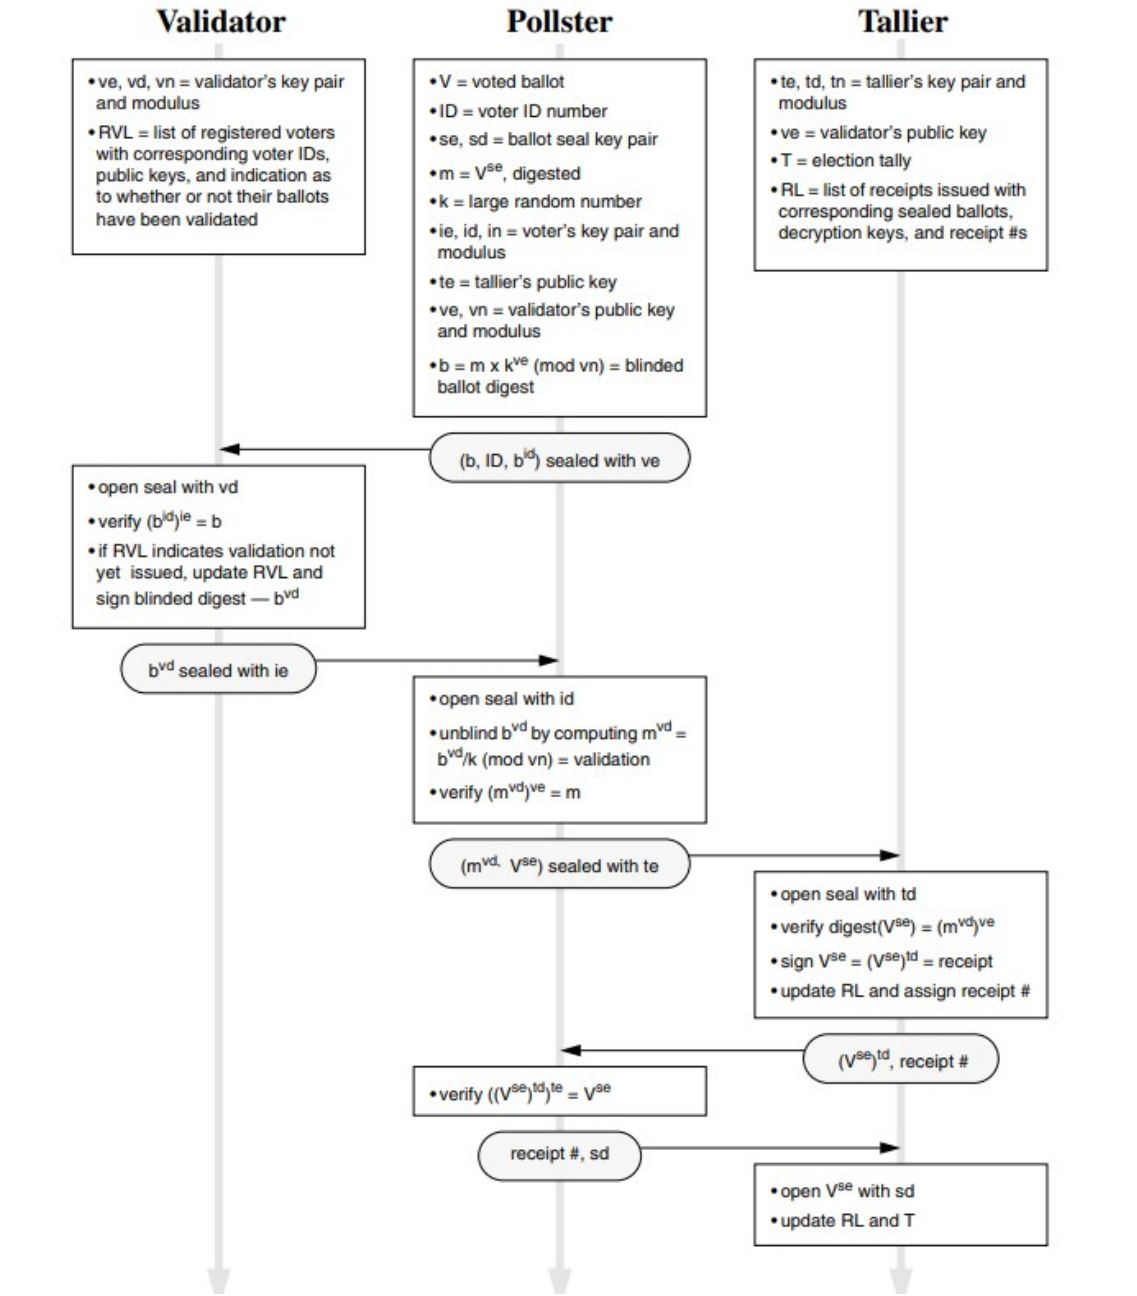 Validator
Pollster
Tallier
•ve, vd, vn = validator's key pair
and modulus
•RVL = list of registered voters
with corresponding voter IDs,
public keys, and indication as
to whether or not their ballots
have been validated
•V = voted ballot
•ID = voter ID number
•se, sd = ballot seal key pair
•m = V^se, digested
•k = large random number
•ie, id, in = voter's key pair and
modulus
•te = tallier's public key
•ve, vn = validator's public key
and modulus
•b = m x k^ve (mod vn) = blinded
ballot digest
•te, td, tn = tallier's key pair and
modulus
•ve = validator's public key
•T = election tally
•RL = list of receipts issued with
corresponding sealed ballots,
decryption keys, and receipt #s
(b, ID, b^id) sealed with ve
•open seal with vd
•verify (b^id)^ie = b
•if RVL indicates validation not
yet issued, update RVL and
sign blinded digest — b^vd
b^vd sealed with ie
•open seal with id
•unblind b^vd by computing m^vd =
b^vd/k (mod vn) = validation
•verify (m^vd)^ve = m
(m^vd, V^se) sealed with te
•open seal with td
•verify digest(V^se) = (m^vd)^ve
•sign V^se = (V^se)^td = receipt
•update RL and assign receipt #
(V^se)^td, receipt #
•verify ((V^se)^td)^te = V^se
receipt #, sd
•open V^se with sd
•update RL and T